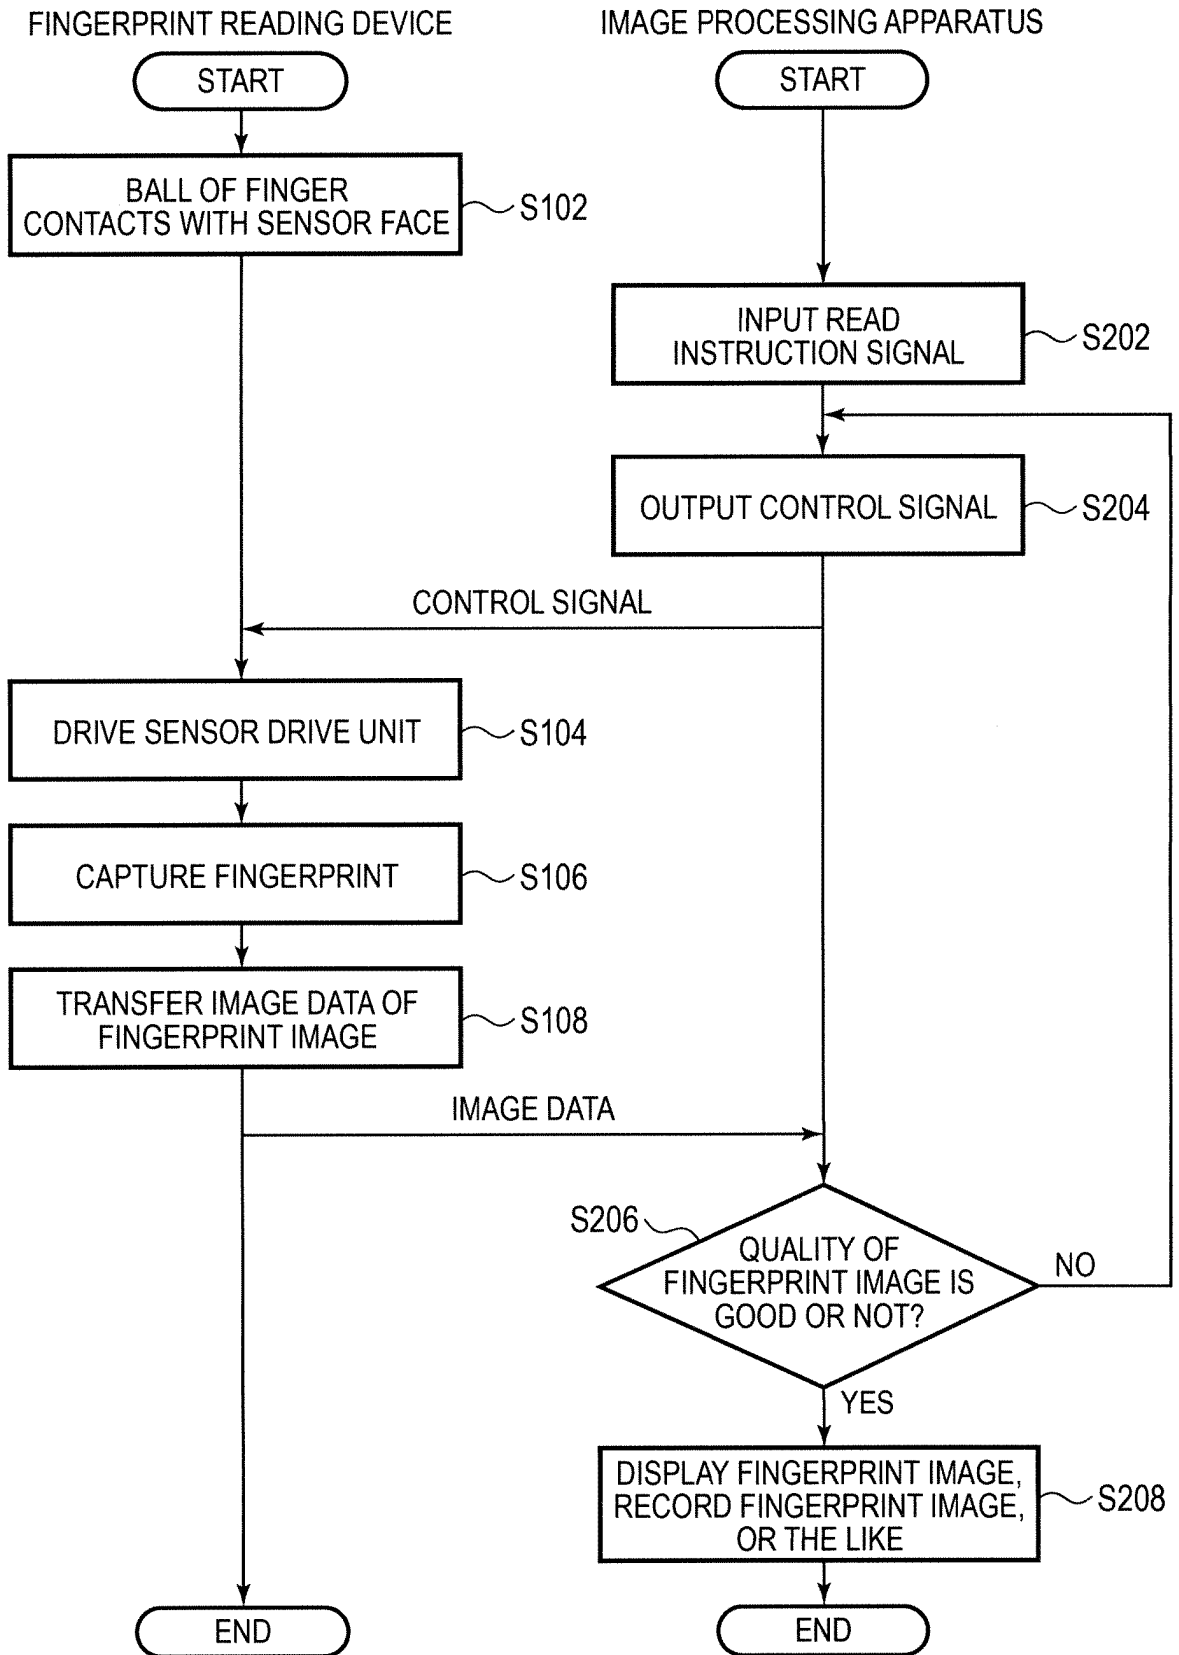 FINGERPRINT READING DEVICE
START
BALL OF FINGER
CONTACTS WITH SENSOR FACE
S102
IMAGE PROCESSING APPARATUS
START
INPUT READ
INSTRUCTION SIGNAL
S202
OUTPUT CONTROL SIGNAL
S204
CONTROL SIGNAL
DRIVE SENSOR DRIVE UNIT
S104
CAPTURE FINGERPRINT
S106
TRANSFER IMAGE DATA OF
FINGERPRINT IMAGE
S108
IMAGE DATA
S206
QUALITY OF
FINGERPRINT IMAGE IS
GOOD OR NOT?
NO
YES
DISPLAY FINGERPRINT IMAGE,
RECORD FINGERPRINT IMAGE,
OR THE LIKE
S208
END
END